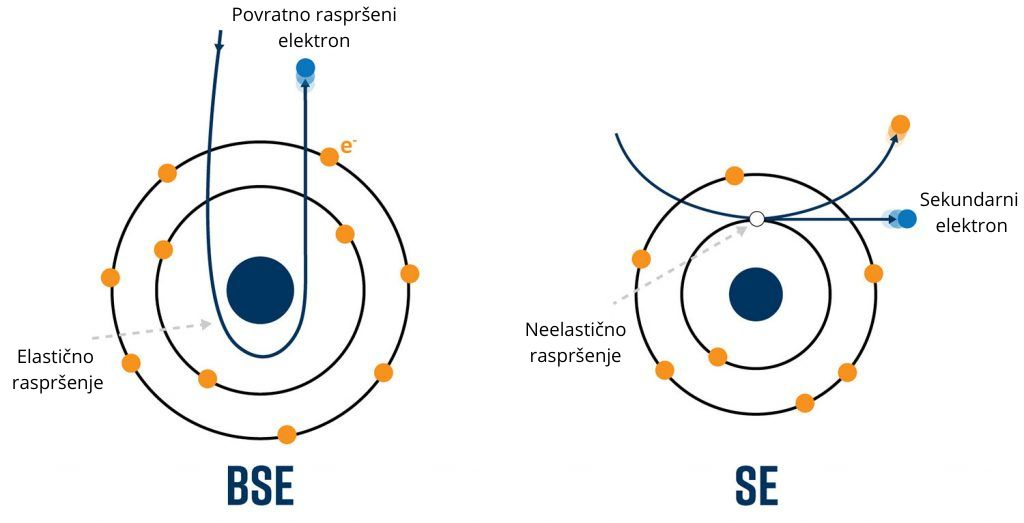 Povratno raspršeni
elektron
e-
Elastično
raspršenje
BSE
Sekundarni
elektron
Neelastično
raspršenje
SE